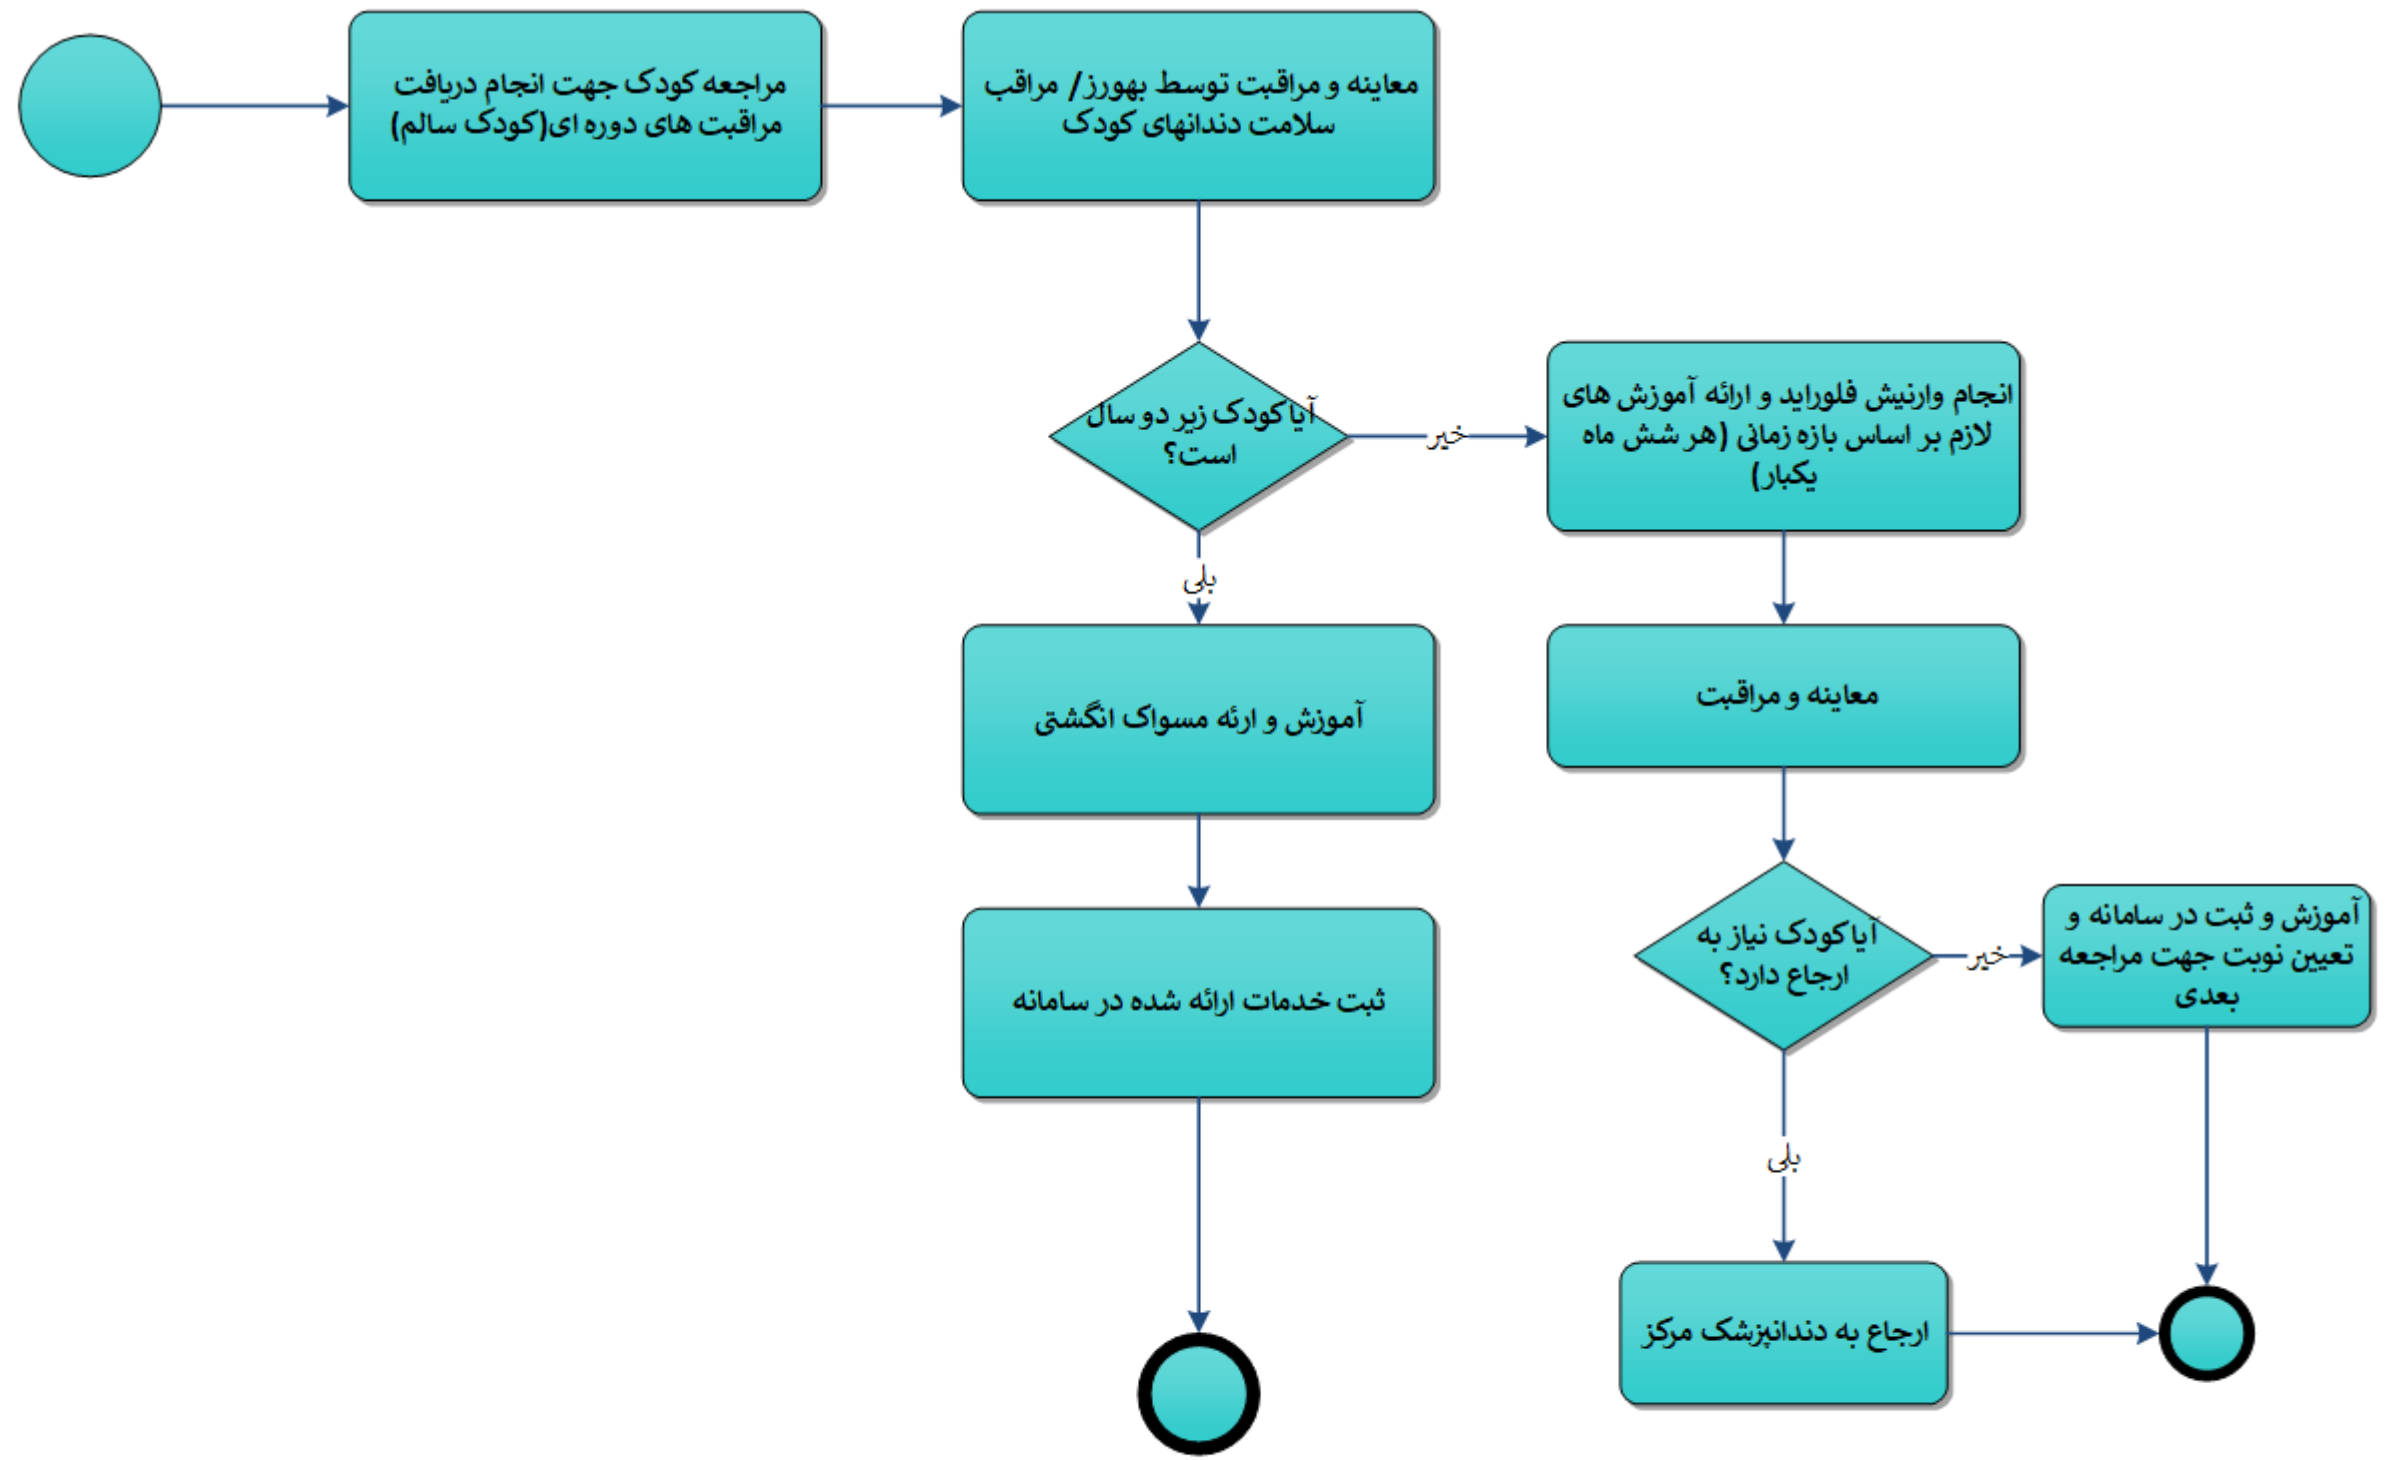 مراجعه کودک جهت انجام دریافت
مراقبت های دوره ای(کودک سالم)
معاینه و مراقبت توسط بهورز/ مراقب
سلامت دندانهای کودک
آیا کودک زیر دو سال
است؟
خیر
انجام وارنیش فلوراید و ارائه آموزش های
لازم بر اساس بازه زمانی (هر شش ماه
یکبار)
بلی
آموزش و ارئه مسواک انگشتی
ثبت خدمات ارائه شده در سامانه
معاینه و مراقبت
آیا کودک نیاز به
ارجاع دارد؟
خیر
آموزش و ثبت در سامانه و
تعیین نوبت جهت مراجعه
بعدی
بلی
ارجاع به دندانپزشک مرکز